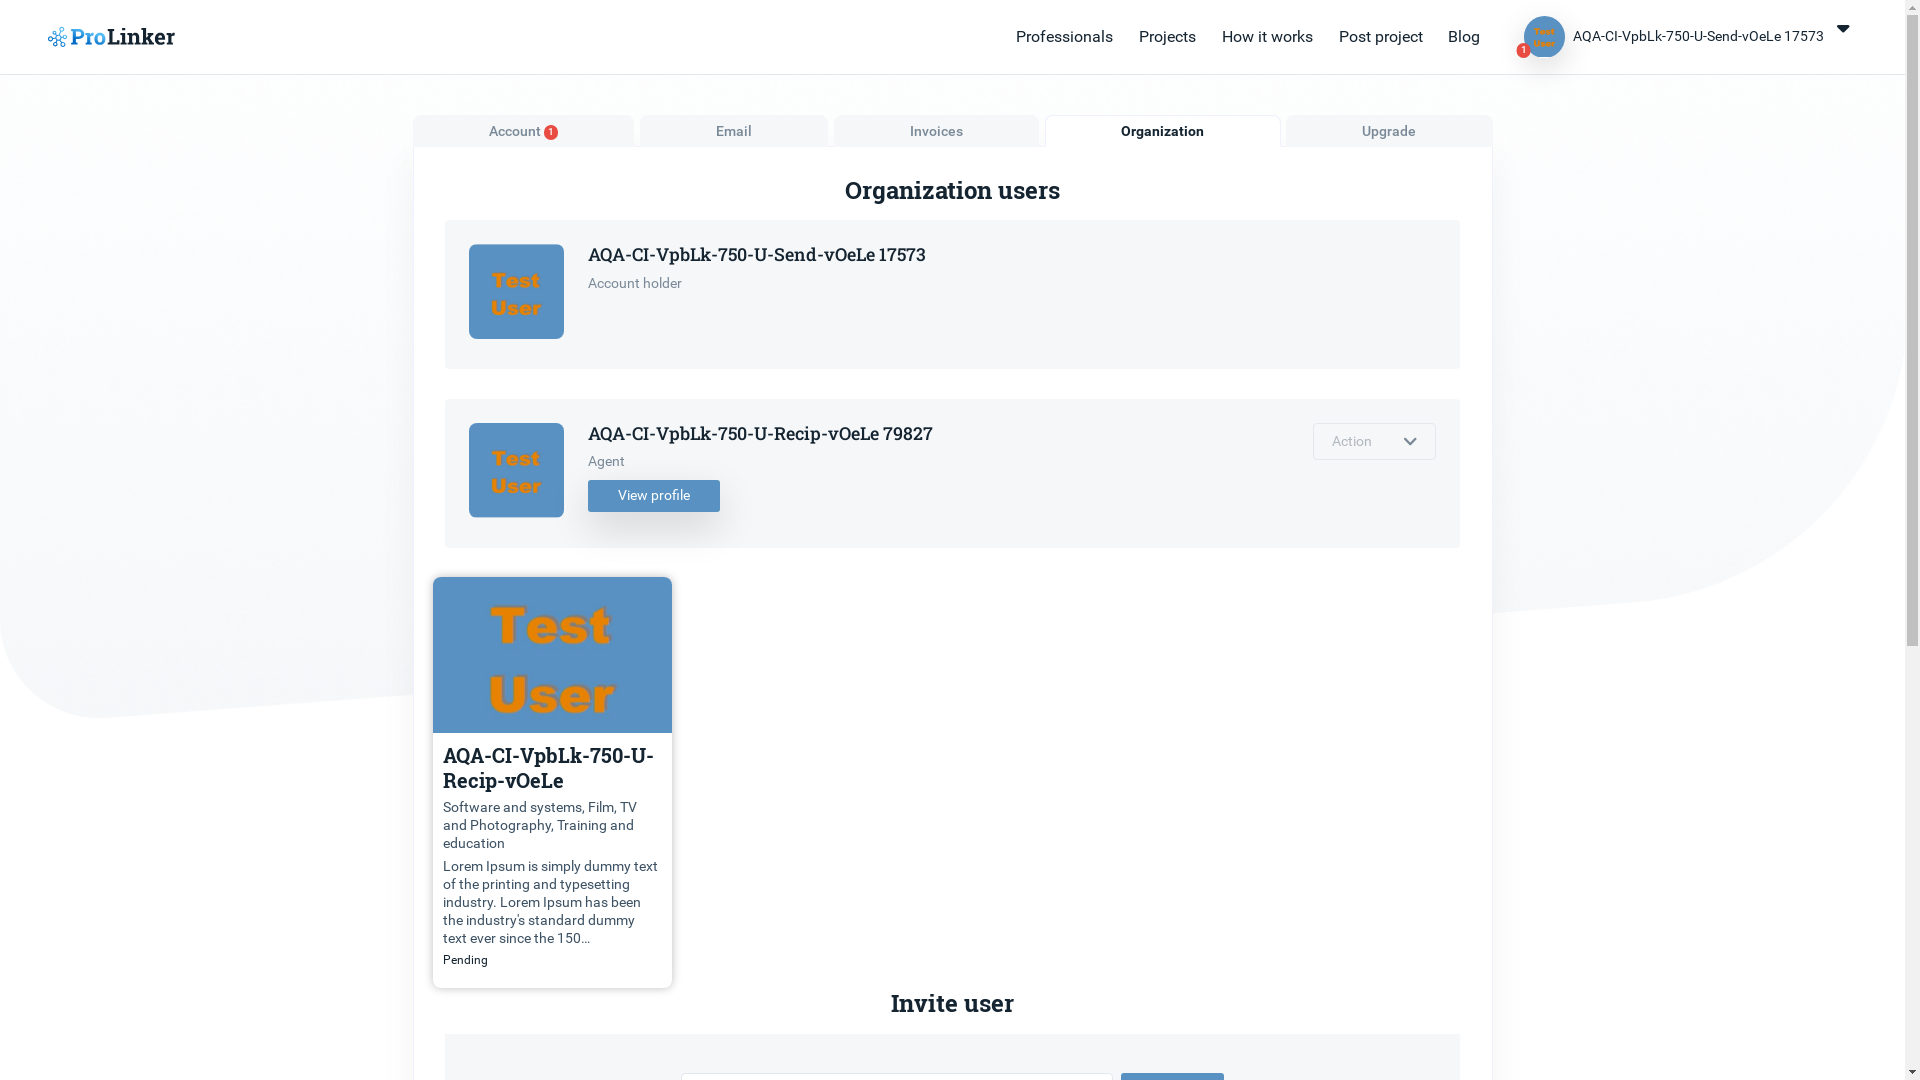 ProLinker
Professionals
Projects
How it works
Post project
Blog
Test
User
1
AQA-CI-VpbLk-750-U-Send-vOeLe 17573
Account 1
Email
Invoices
Organization
Upgrade
Organization users
Test
User
AQA-CI-VpbLk-750-U-Send-vOeLe 17573
Account holder
Test
User
AQA-CI-VpbLk-750-U-Recip-vOeLe 79827
Agent
View profile
Action
Test
User
AQA-CI-VpbLk-750-U-
Recip-vOeLe
Software and systems, Film, TV
and Photography, Training and
education
Lorem Ipsum is simply dummy text
of the printing and typesetting
industry. Lorem Ipsum has been
the industry's standard dummy
text ever since the 150...
Pending
Invite user